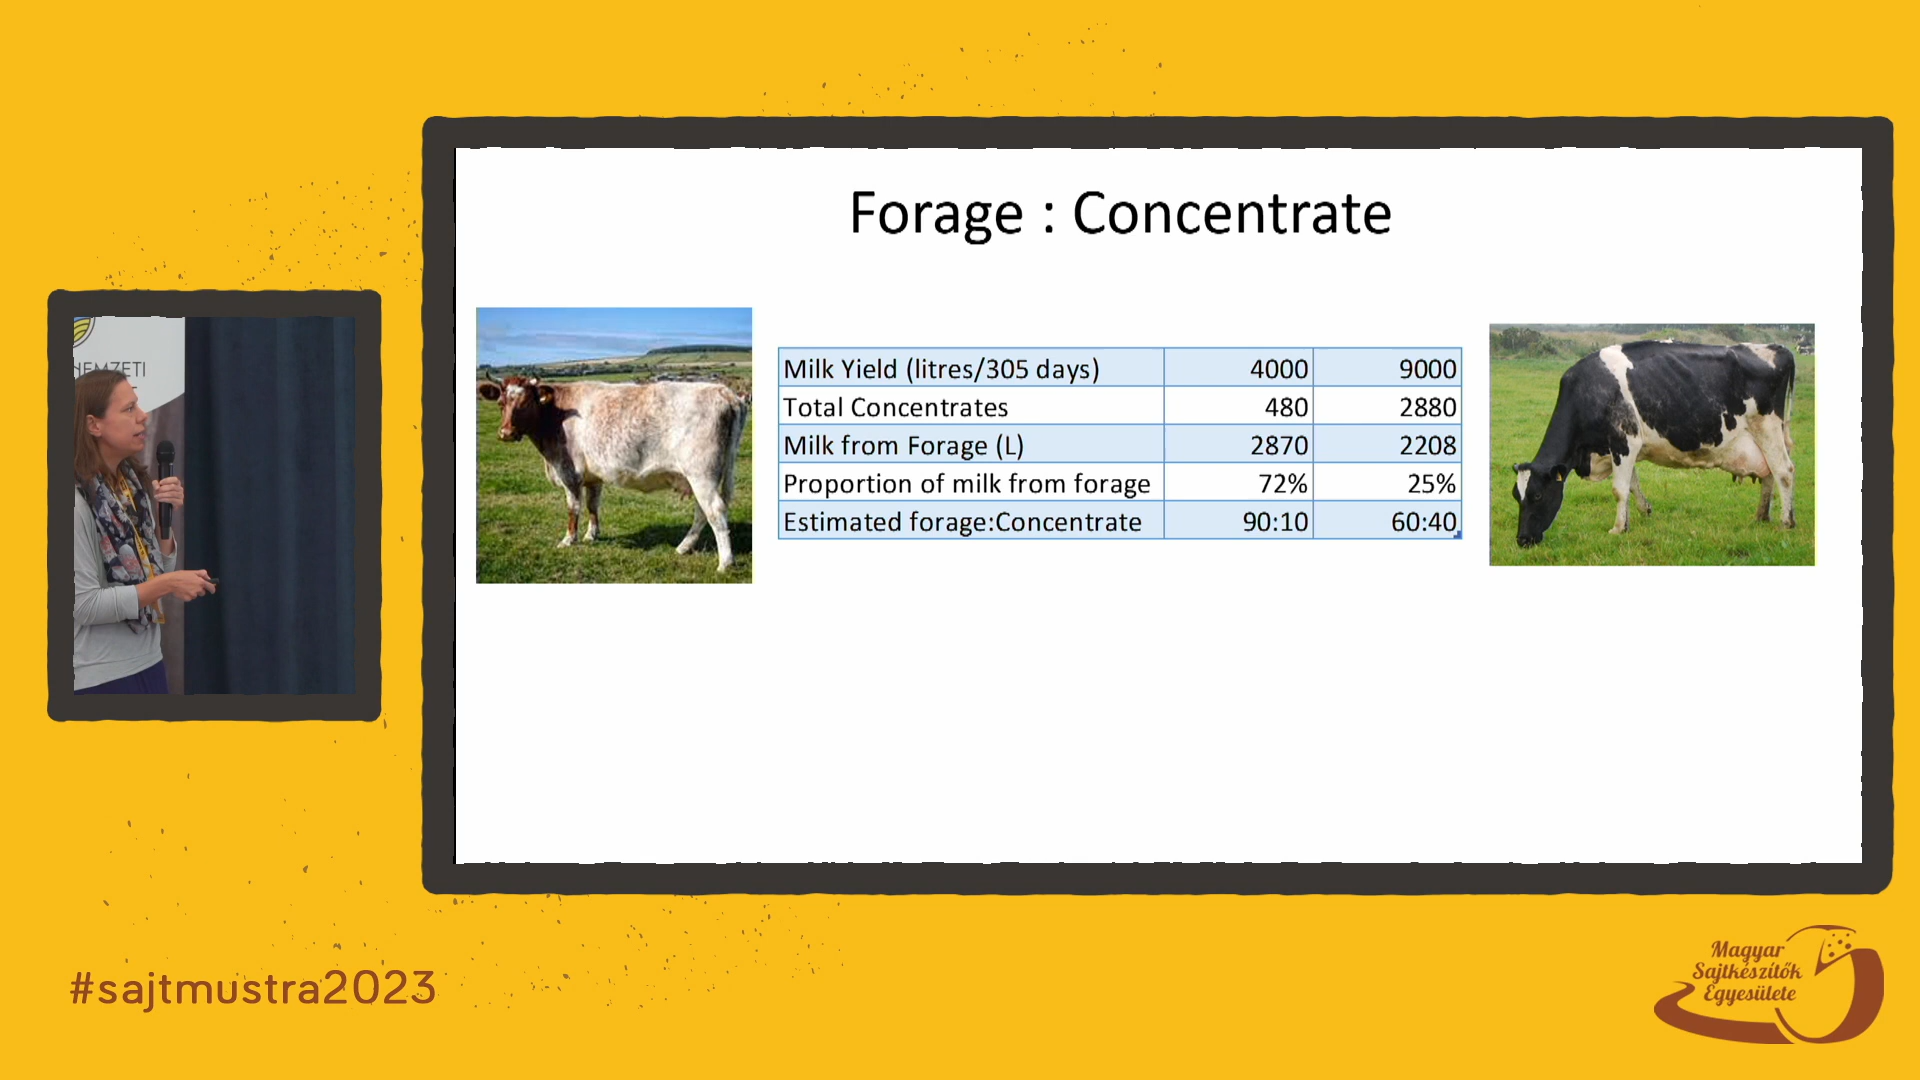 Forage : Concentrate
Milk Yield (litres/305 days) 4000 9000
Total Concentrates 480 2880
Milk from Forage (L) 2870 2208
Proportion of milk from forage 72% 25%
Estimated forage:Concentrate 90:10 60:40
NEMZETI
#sajtmustra2023
Magyar
Sajtkészítők
Egyesülete